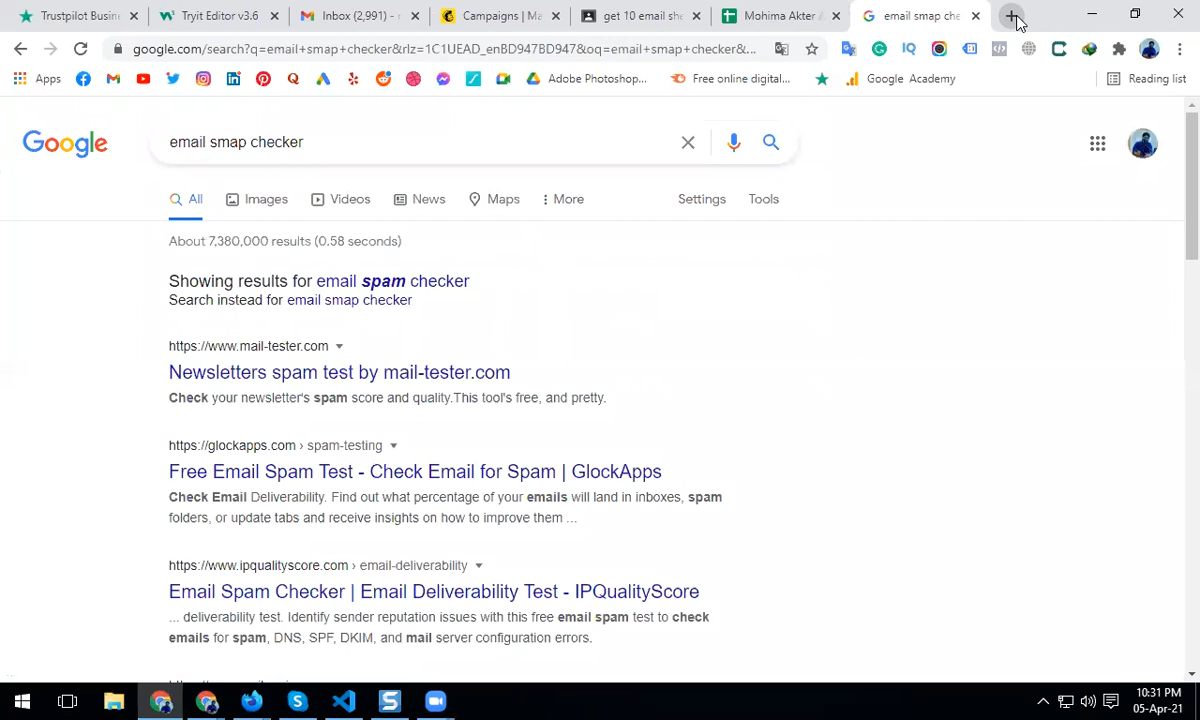 Trustpilot Busin
Tryit Editor v3.6
Inbox (2,991) -
Campaigns | Ma
get 10 email she
Mohima Akter
email smap che
google.com/search?q=email+smap+checker&rlz=1C1UEAD_enBD947BD947&oq=email+smap+checker&...
Apps
Adobe Photoshop...
Free online digital...
Google Academy
Reading list
Google
email smap checker
All
Images
Videos
News
Maps
More
Settings
Tools
About 7,380,000 results (0.58 seconds)
Showing results for email spam checker
Search instead for email smap checker
https://www.mail-tester.com
Newsletters spam test by mail-tester.com
Check your newsletter's spam score and quality.This tool's free, and pretty.
https://glockapps.com › spam-testing
Free Email Spam Test - Check Email for Spam | GlockApps
Check Email Deliverability. Find out what percentage of your emails will land in inboxes, spam
folders, or update tabs and receive insights on how to improve them ...
https://www.ipqualityscore.com › email-deliverability
Email Spam Checker | Email Deliverability Test - IPQualityScore
... deliverability test. Identify sender reputation issues with this free email spam test to check
emails for spam, DNS, SPF, DKIM, and mail server configuration errors.
10:31 PM
05-Apr-21